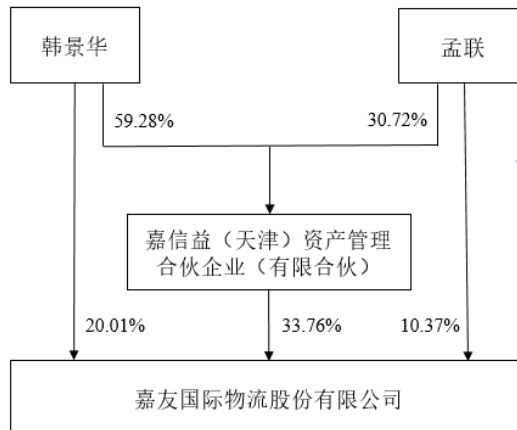 韩景华
孟联
59.28%
30.72%
嘉信益（天津）资产管理
合伙企业（有限合伙）
20.01%
33.76%
10.37%
嘉友国际物流股份有限公司